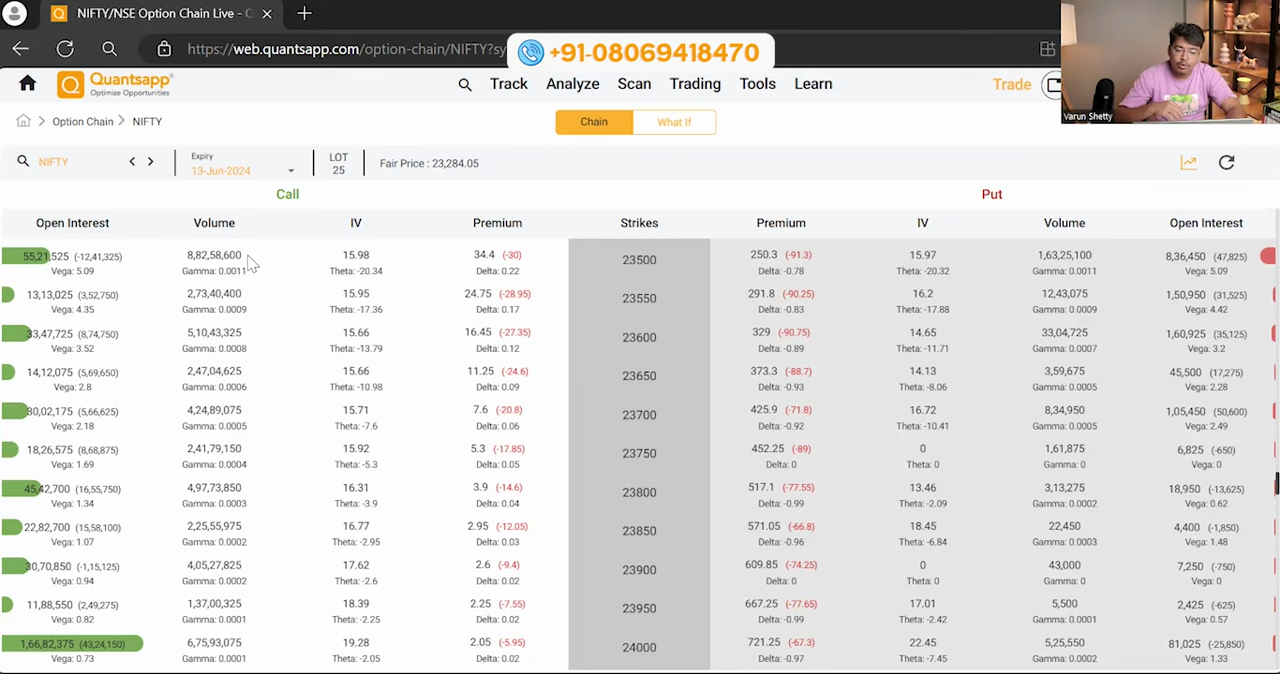 NIFTY/NSE Option Chain Live - C
https://web.quantsapp.com/option-chain/NIFTY?sy
+91-08069418470
Quantsapp
Optimize Opportunities
Track Analyze Scan Trading Tools Learn
Trade
Varun Shetty
Option Chain NIFTY
Chain What If
NIFTY
Expiry
13-Jun-2024
LOT
25
Fair Price : 23,284.05
Call Put
Open Interest Volume IV Premium Strikes Premium IV Volume Open Interest
55,21,525 (-12,41,325) 8,82,58,600 15.98 34.4 (-30) 23500 250.3 (-91.3) 15.97 1,63,25,100 8,36,450 (47,825)
Vega: 5.09 Gamma: 0.0011 Theta: -20.34 Delta: 0.22 Delta: -0.78 Theta: -20.32 Gamma: 0.0011 Vega: 5.09
13,13,025 (3,52,750) 2,73,40,400 15.95 24.75 (-28.95) 23550 291.8 (-90.25) 16.2 12,43,075 1,50,950 (31,525)
Vega: 4.35 Gamma: 0.0009 Theta: -17.36 Delta: 0.17 Delta: -0.83 Theta: -17.88 Gamma: 0.0009 Vega: 4.42
33,47,725 (8,74,750) 5,10,43,325 15.66 16.45 (-27.35) 23600 329 (-90.75) 14.65 33,04,725 1,60,925 (35,125)
Vega: 3.52 Gamma: 0.0008 Theta: -13.79 Delta: 0.12 Delta: -0.89 Theta: -11.71 Gamma: 0.0007 Vega: 3.2
14,12,075 (5,69,650) 2,47,04,625 15.66 11.25 (-24.6) 23650 373.3 (-88.7) 14.13 3,59,675 45,500 (17,275)
Vega: 2.8 Gamma: 0.0006 Theta: -10.98 Delta: 0.09 Delta: -0.93 Theta: -8.06 Gamma: 0.0005 Vega: 2.28
30,02,175 (5,66,625) 4,24,89,075 15.71 7.6 (-20.8) 23700 425.9 (-71.8) 16.72 8,34,950 1,05,450 (50,600)
Vega: 2.18 Gamma: 0.0005 Theta: -7.6 Delta: 0.06 Delta: -0.92 Theta: -10.41 Gamma: 0.0005 Vega: 2.49
18,26,575 (8,68,875) 2,41,79,150 15.92 5.3 (-17.85) 23750 452.25 (-89) 0 1,61,875 6,825 (-650)
Vega: 1.69 Gamma: 0.0004 Theta: -5.3 Delta: 0.05 Delta: 0 Theta: 0 Gamma: 0 Vega: 0
45,42,700 (16,55,750) 4,97,73,850 16.31 3.9 (-14.6) 23800 517.1 (-77.55) 13.46 3,13,275 18,950 (-13,625)
Vega: 1.34 Gamma: 0.0003 Theta: -3.9 Delta: 0.04 Delta: -0.99 Theta: -2.09 Gamma: 0.0002 Vega: 0.62
22,82,700 (15,58,100) 2,25,55,975 16.77 2.95 (-12.05) 23850 571.05 (-66.8) 18.45 22,450 4,400 (-1,850)
Vega: 1.07 Gamma: 0.0002 Theta: -2.95 Delta: 0.03 Delta: -0.96 Theta: -6.84 Gamma: 0.0003 Vega: 1.48
30,70,850 (-1,15,125) 4,05,27,825 17.62 2.6 (-9.4) 23900 609.85 (-74.25) 0 43,000 7,250 (-750)
Vega: 0.94 Gamma: 0.0002 Theta: -2.6 Delta: 0.02 Delta: 0 Theta: 0 Gamma: 0 Vega: 0
11,88,550 (2,49,275) 1,37,00,325 18.39 2.25 (-7.55) 23950 667.25 (-77.65) 17.01 5,500 2,425 (-625)
Vega: 0.82 Gamma: 0.0001 Theta: -2.25 Delta: 0.02 Delta: -0.99 Theta: -2.42 Gamma: 0.0001 Vega: 0.57
1,66,82,375 (43,24,150) 6,75,93,075 19.28 2.05 (-5.95) 24000 721.25 (-67.3) 22.45 5,25,550 81,025 (-25,850)
Vega: 0.73 Gamma: 0.0001 Theta: -2.05 Delta: 0.02 Delta: -0.97 Theta: -7.45 Gamma: 0.0002 Vega: 1.33